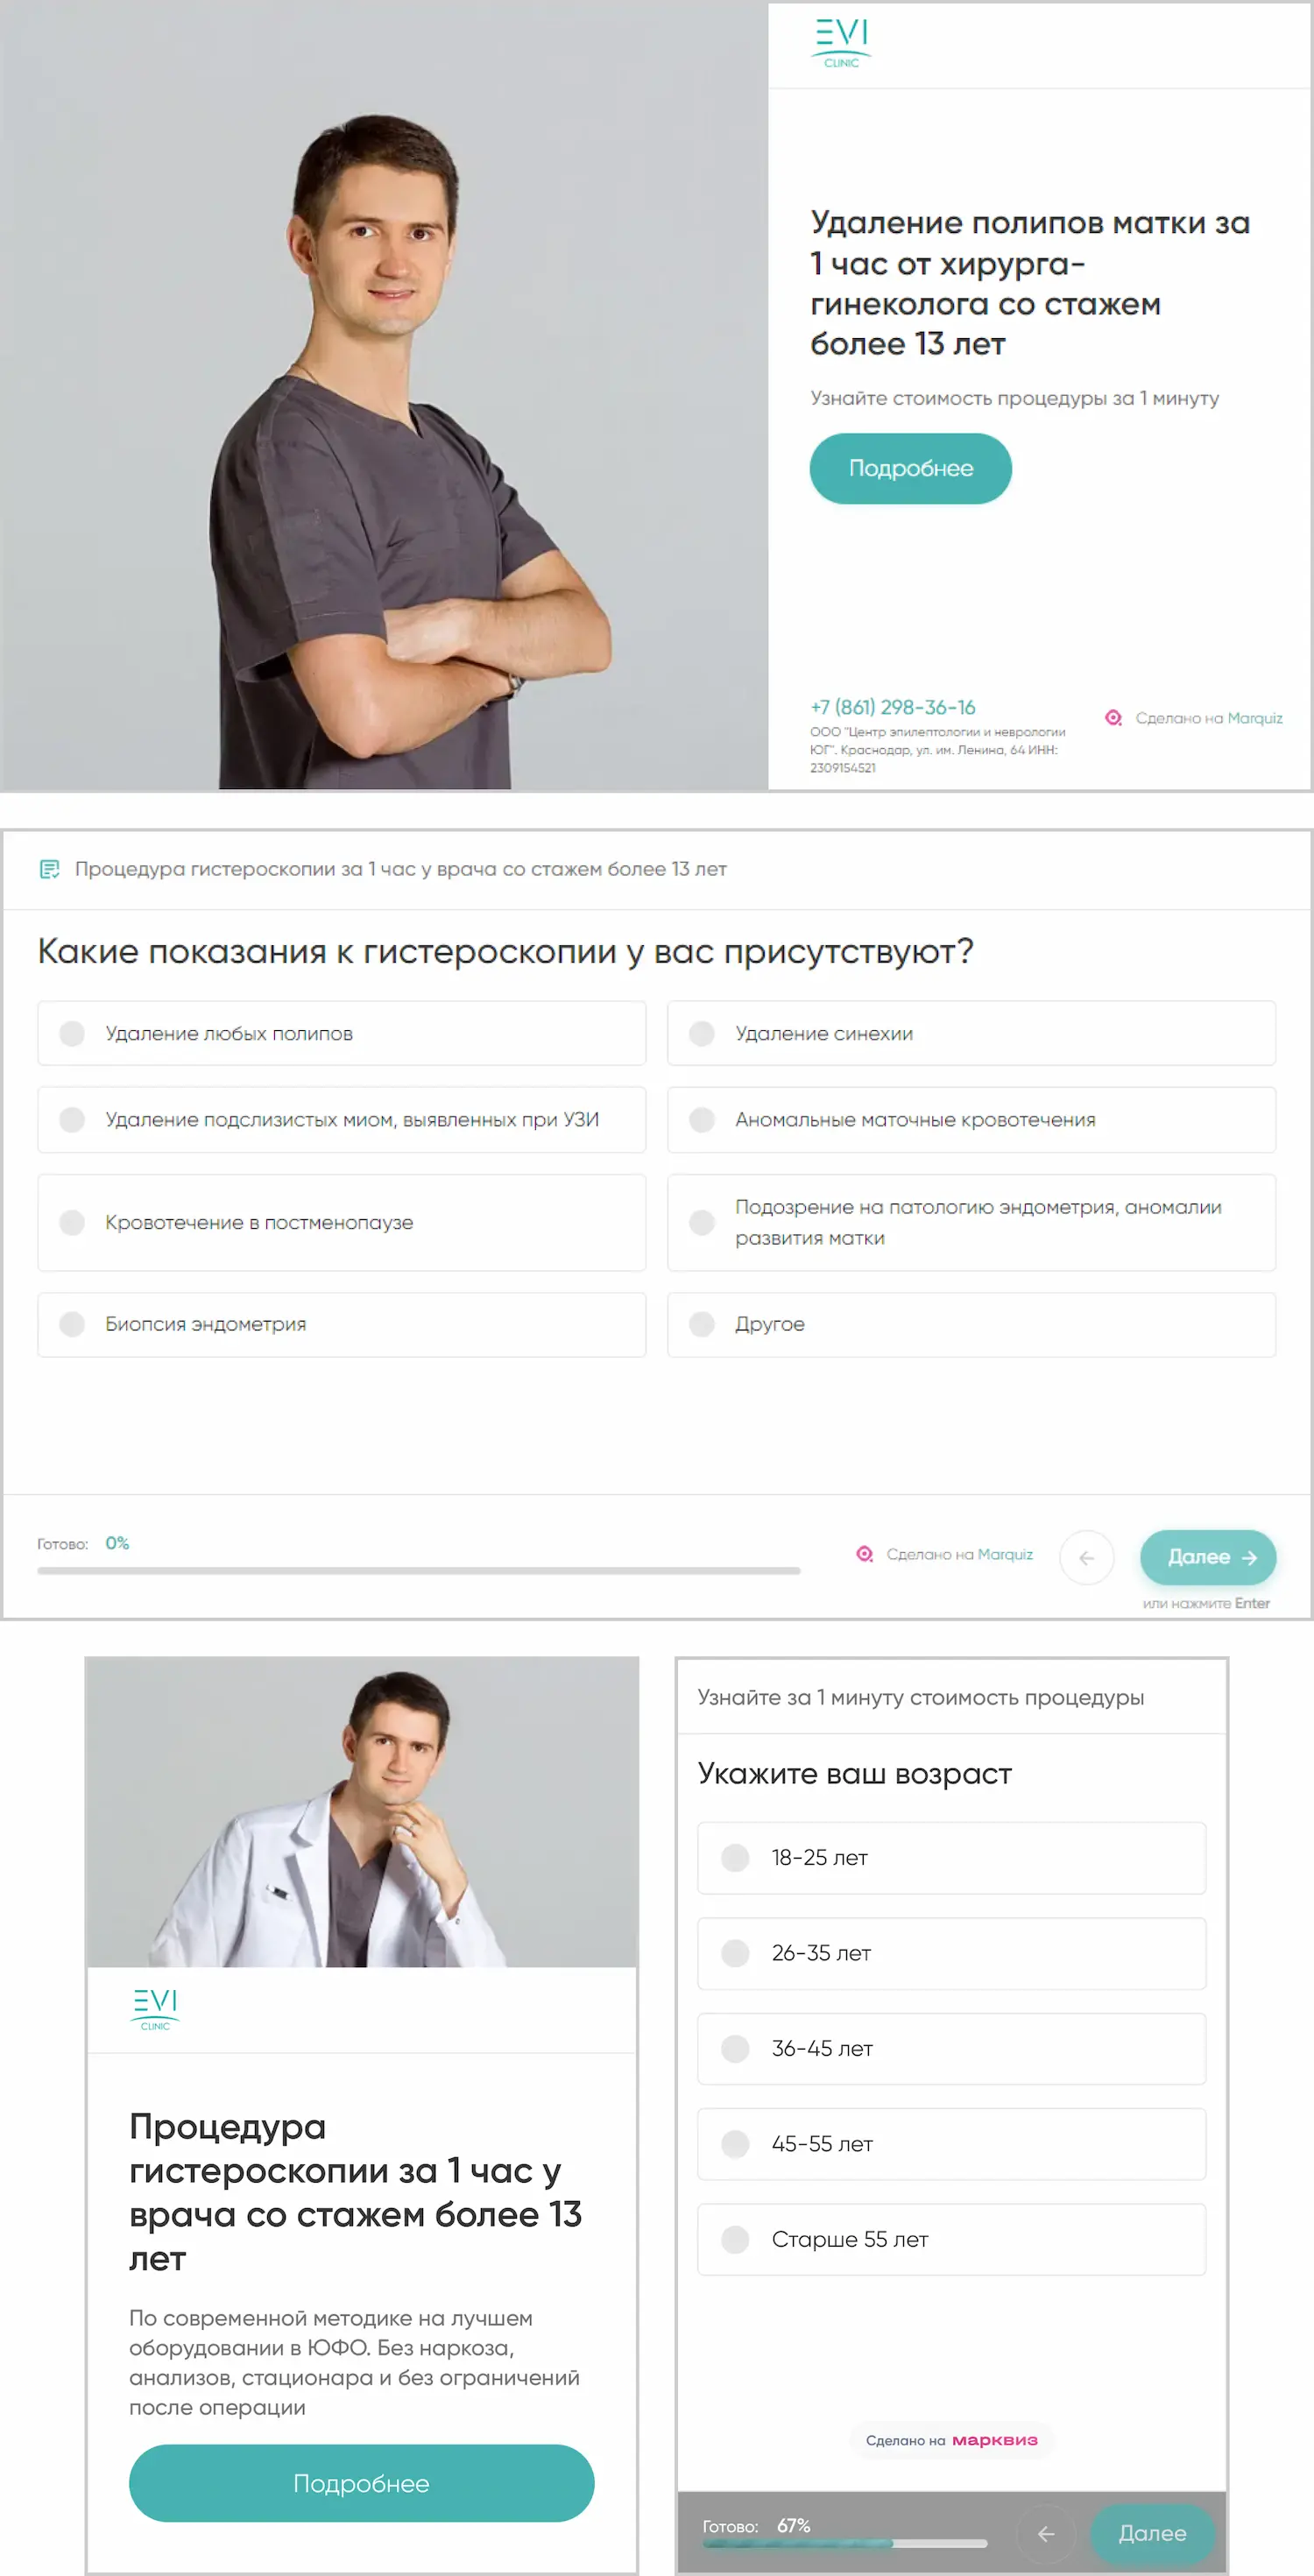 EVI
CLINIC
Удаление полипов матки за
1 час от хирурга-
гинеколога со стажем
более 13 лет
Узнайте стоимость процедуры за 1 минуту
Подробнее
+7 (861) 298-36-16
ООО "Центр эпилептологии и неврологии
ЮГ". Краснодар, ул. им. Ленина, 64 ИНН:
2309154521
Сделано на Marquiz
Процедура гистероскопии за 1 час у врача со стажем более 13 лет
Какие показания к гистероскопии у вас присутствуют?
Удаление любых полипов
Удаление синехии
Удаление подслизистых миом, выявленных при УЗИ
Аномальные маточные кровотечения
Кровотечение в постменопаузе
Подозрение на патологию эндометрия, аномалии
развития матки
Биопсия эндометрия
Другое
Готово: 0%
Сделано на Marquiz
Далее
или нажмите Enter
EVI
CLINIC
Процедура
гистероскопии за 1 час у
врача со стажем более 13
лет
По современной методике на лучшем
оборудовании в ЮФО. Без наркоза,
анализов, стационара и без ограничений
после операции
Подробнее
Узнайте за 1 минуту стоимость процедуры
Укажите ваш возраст
18-25 лет
26-35 лет
36-45 лет
45-55 лет
Старше 55 лет
Сделано на марквиз
Готово: 67%
Далее